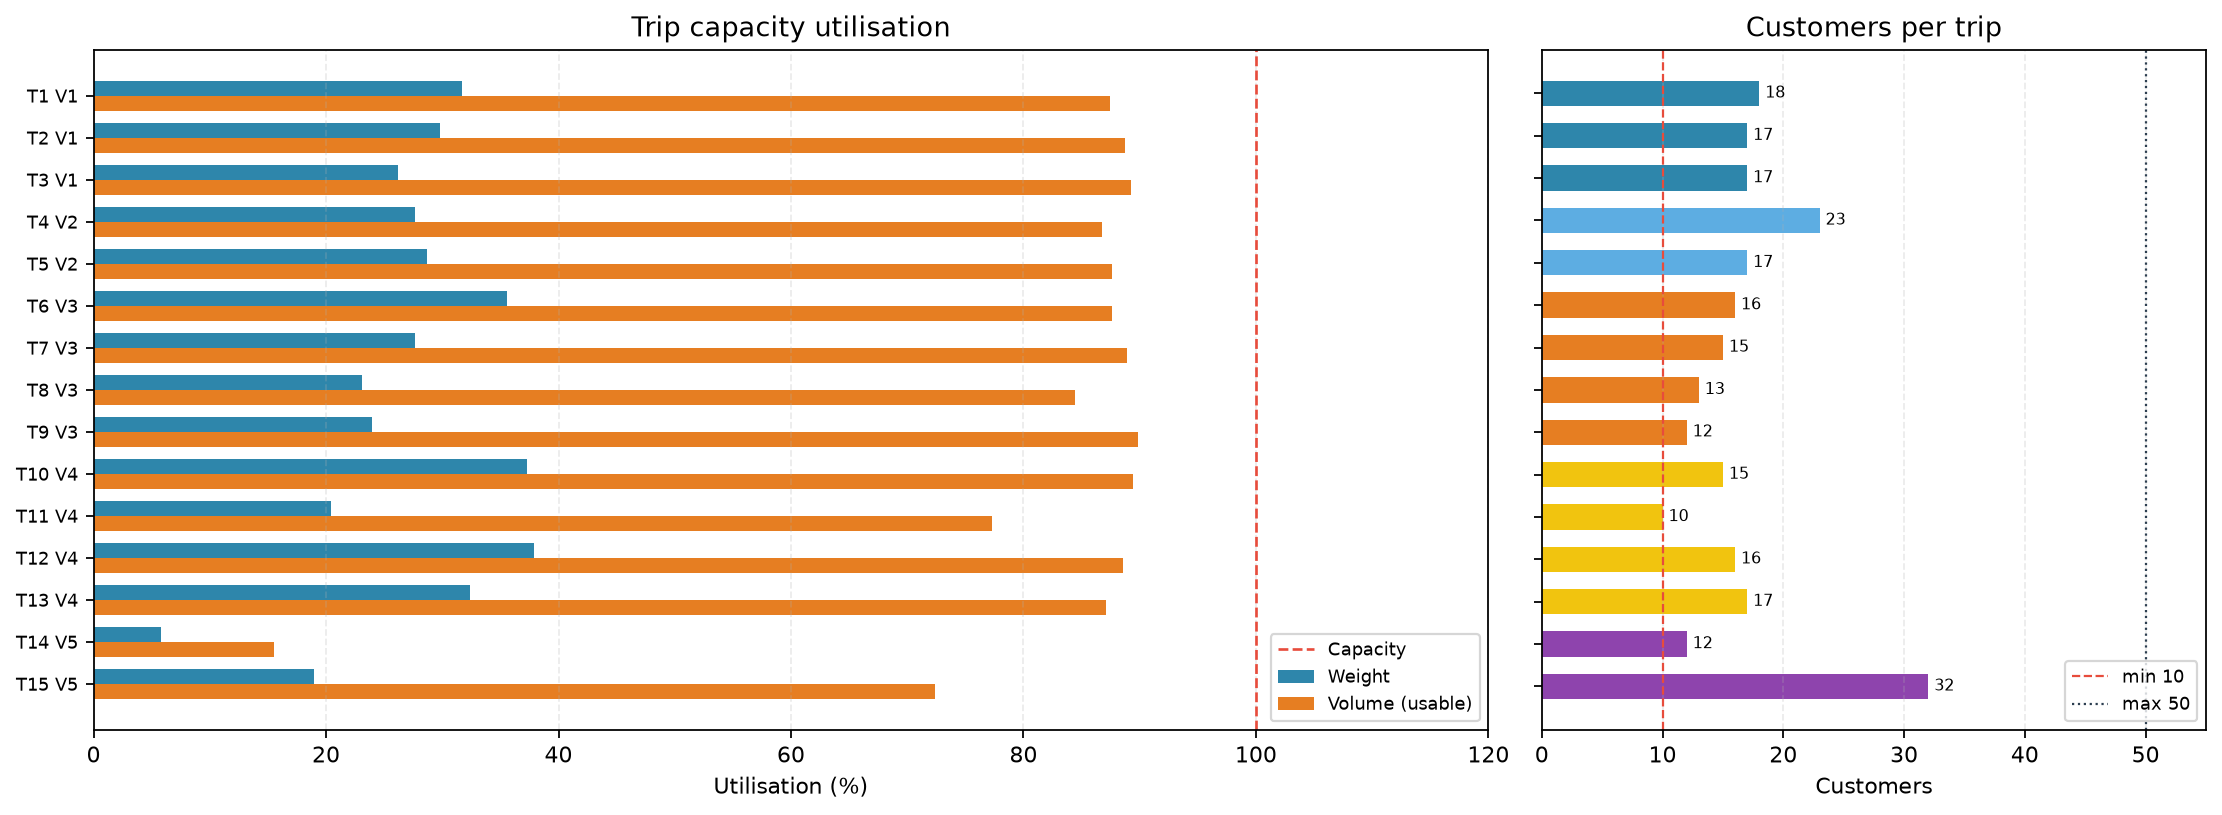 Trip capacity utilisation
T1 V1
T2 V1
T3 V1
T4 V2
T5 V2
T6 V3
T7 V3
T8 V3
T9 V3
T10 V4
T11 V4
T12 V4
T13 V4
T14 V5
T15 V5
0 20 40 60 80 100 120
Utilisation (%)
Capacity
Weight
Volume (usable)
Customers per trip
18
17
17
23
17
16
15
13
12
15
10
16
17
12
32
min 10
max 50
0 10 20 30 40 50
Customers